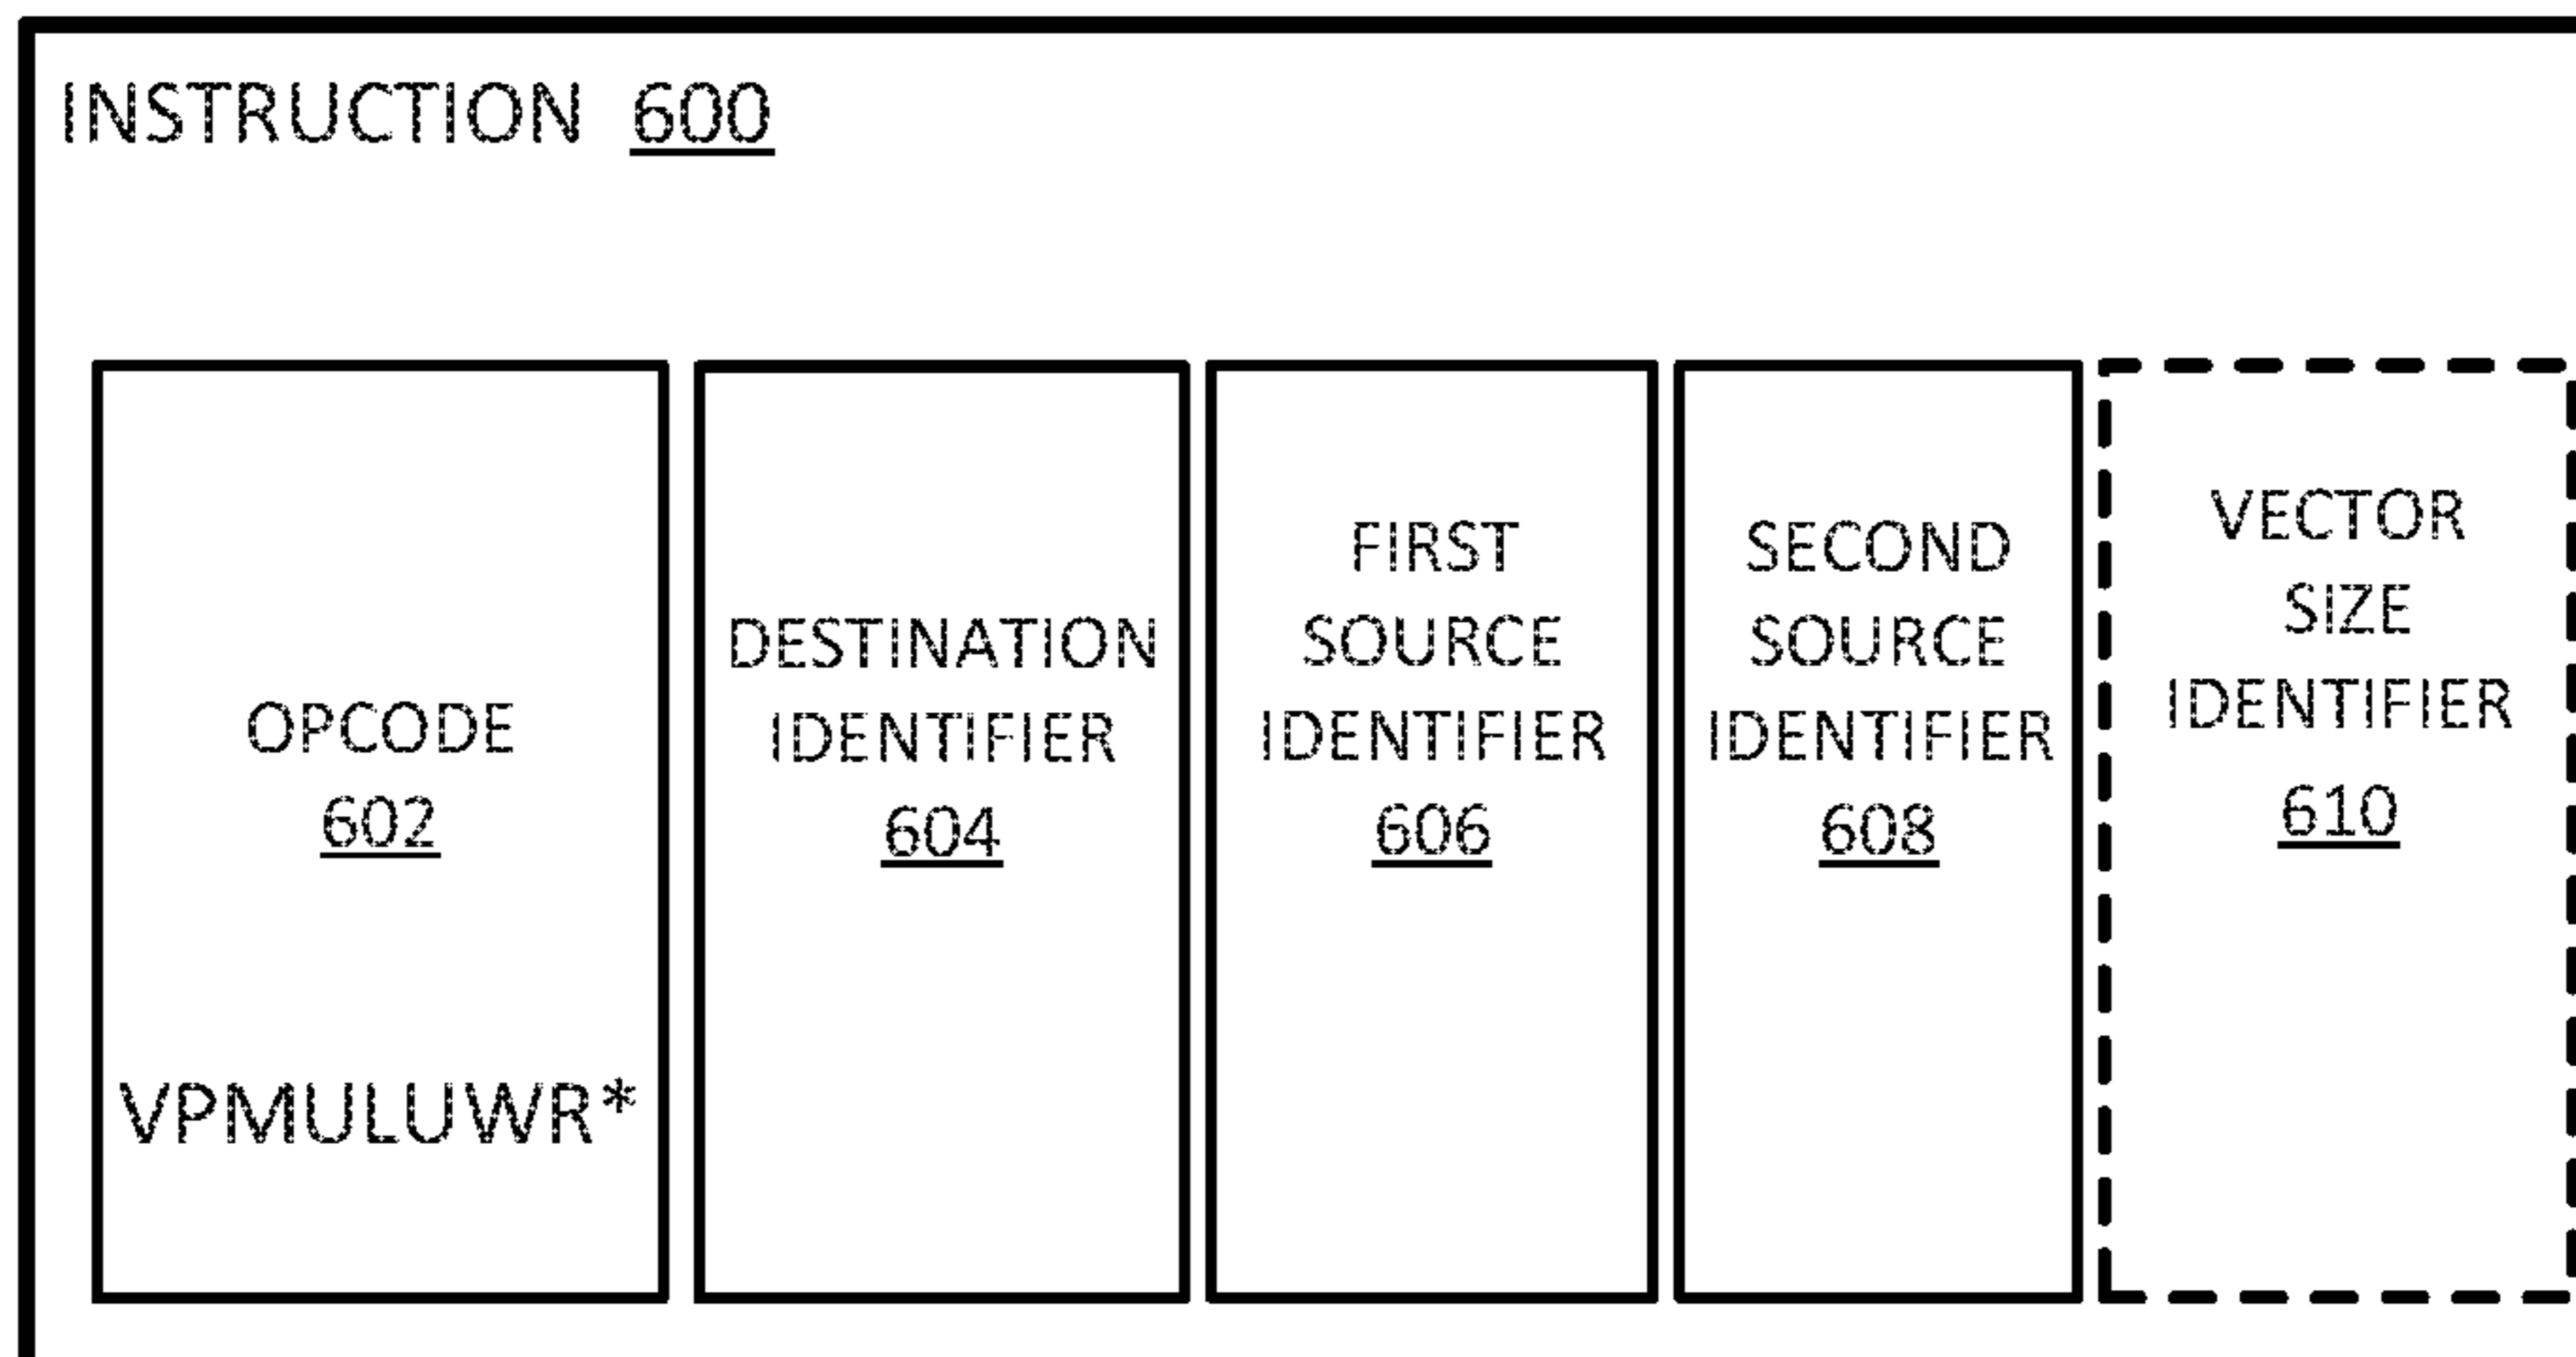 INSTRUCTION 600
OPCODE
602
VPMULUWR*
DESTINATION
IDENTIFIER
604
FIRST
SOURCE
IDENTIFIER
606
SECOND
SOURCE
IDENTIFIER
608
VECTOR
SIZE
IDENTIFIER
610